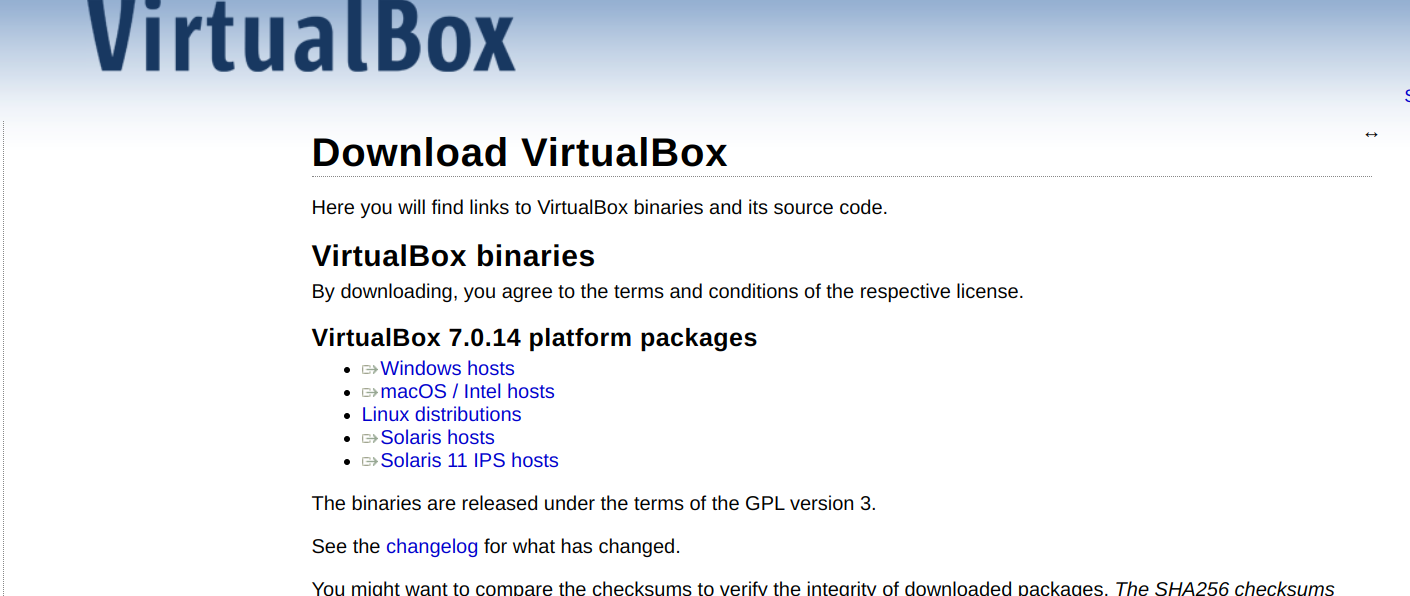 VirtualBox
Download VirtualBox
Here you will find links to VirtualBox binaries and its source code.
VirtualBox binaries
By downloading, you agree to the terms and conditions of the respective license.
VirtualBox 7.0.14 platform packages
Windows hosts
macOS / Intel hosts
Linux distributions
Solaris hosts
Solaris 11 IPS hosts
The binaries are released under the terms of the GPL version 3.
See the changelog for what has changed.
You might want to compare the checksums to verify the integrity of downloaded packages. The SHA256 checksums